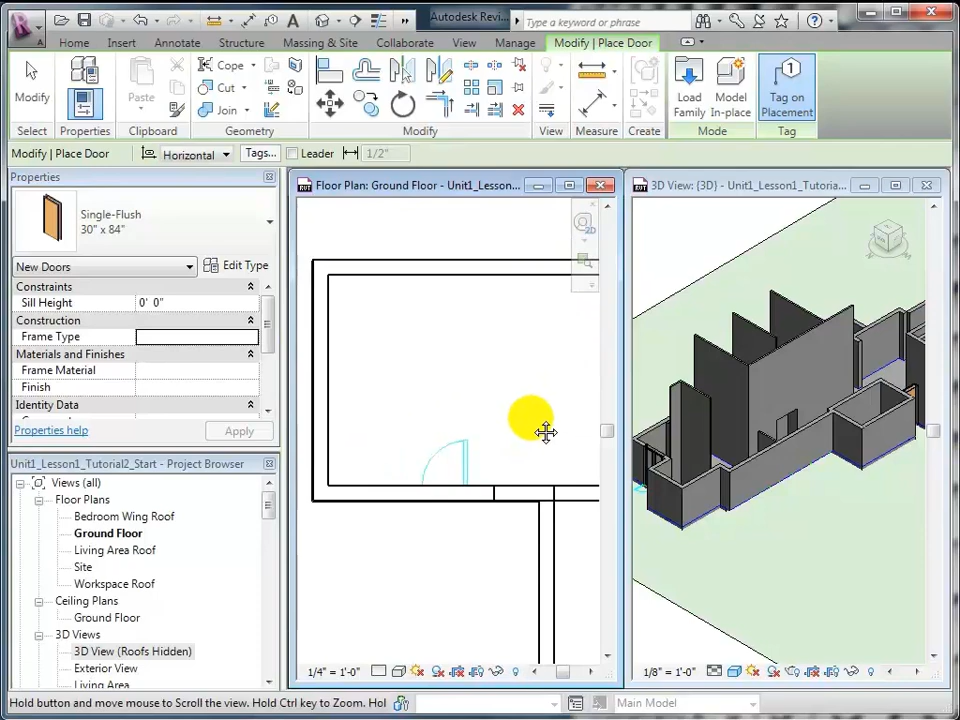 Autodesk Revi...
Type a keyword or phrase
Home Insert Annotate Structure Massing & Site Collaborate View Manage Modify | Place Door
Modify
Paste
Cope
Cut
Join
Load Family
Model In-place
Tag on Placement
Select Properties Clipboard Geometry Modify View Measure Create Mode Tag
Modify | Place Door Horizontal Tags... Leader 1/2"
Properties
Single-Flush
30" x 84"
New Doors Edit Type
Constraints
Sill Height 0' 0"
Construction
Frame Type
Materials and Finishes
Frame Material
Finish
Identity Data
Properties help Apply
Unit1_Lesson1_Tutorial2_Start - Project Browser
Views (all)
Floor Plans
Bedroom Wing Roof
Ground Floor
Living Area Roof
Site
Workspace Roof
Ceiling Plans
Ground Floor
3D Views
3D View (Roofs Hidden)
Exterior View
Living Area
Floor Plan: Ground Floor - Unit1_Lesson...
2D
1/4" = 1'-0"
3D View: {3D} - Unit1_Lesson1_Tutoria...
1/8" = 1'-0"
Hold button and move mouse to Scroll the view. Hold Ctrl key to Zoom. Hol
Main Model